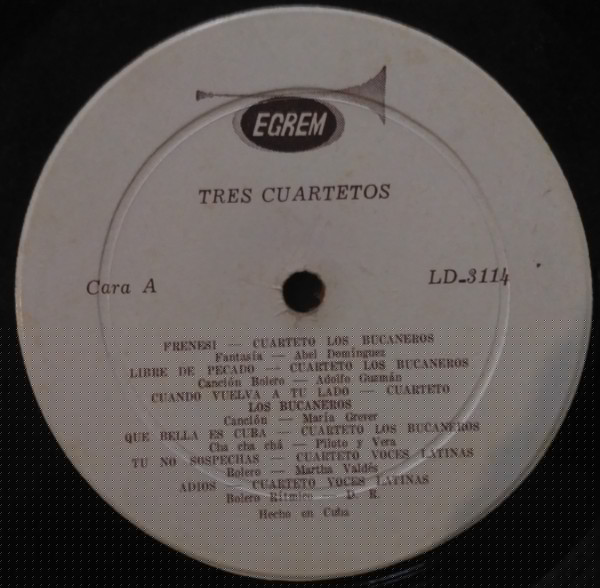 EGREM
TRES CUARTETOS
Cara A
LD-3114
FRENESI — CUARTETO LOS BUCANEROS
Fantasía — Abel Domínguez
LIBRE DE PECADO — CUARTETO LOS BUCANEROS
Canción Bolero — Adolfo Guzmán
CUANDO VUELVA A TU LADO — CUARTETO
LOS BUCANEROS
Canción — María Grever
QUE BELLA ES CUBA — CUARTETO LOS BUCANEROS
Cha cha chá — Piloto y Vera
TU NO SOSPECHAS — CUARTETO VOCES LATINAS
Bolero — Martha Valdés
ADIOS — CUARTETO VOCES LATINAS
Bolero Rítmico — D. R.
Hecho en Cuba